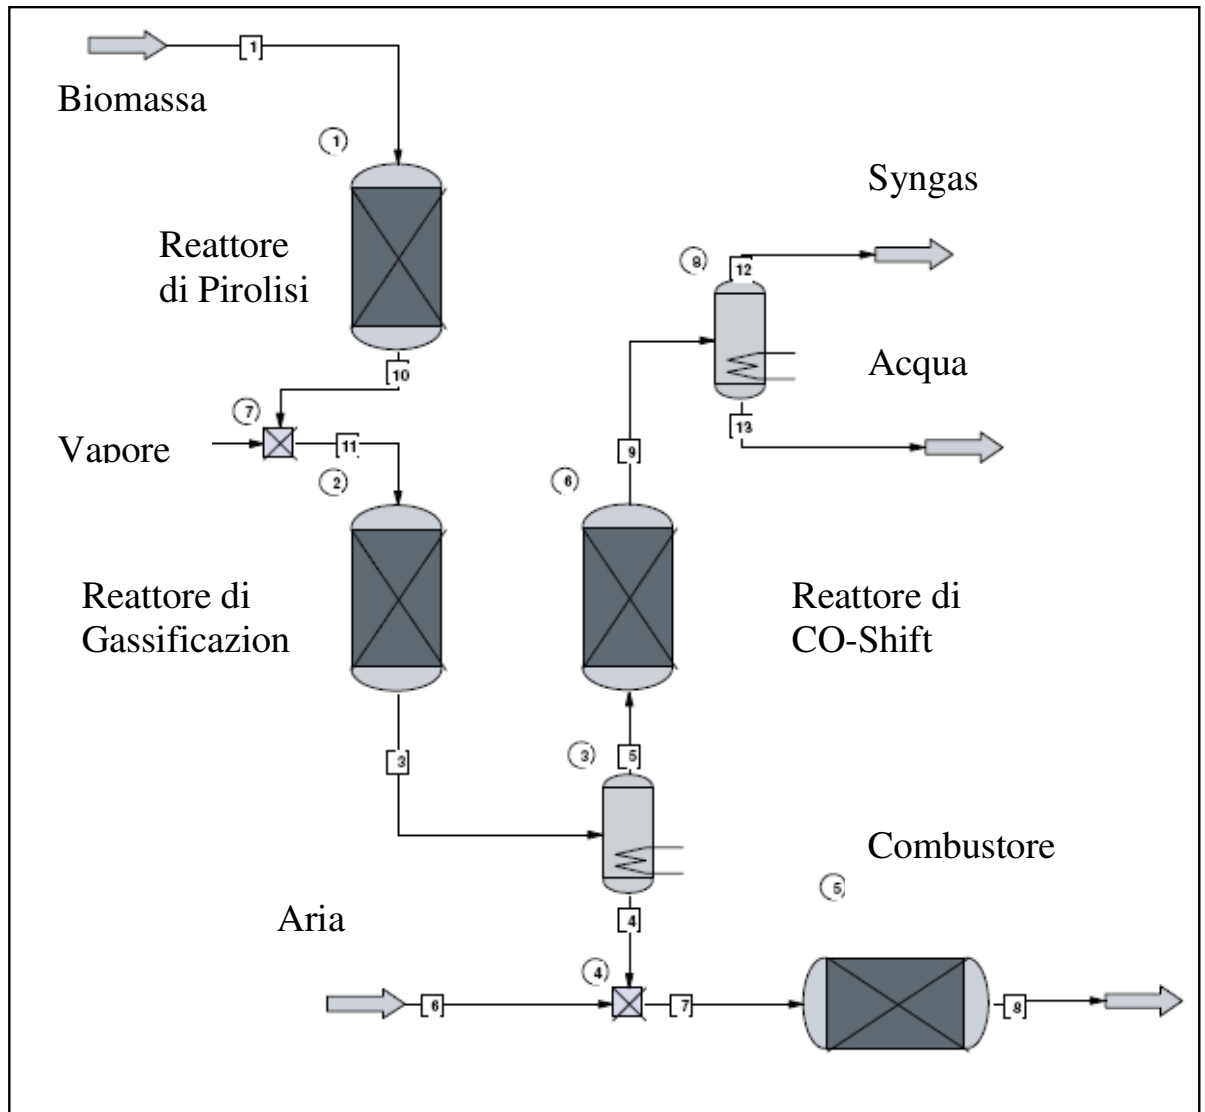 1
Biomassa
1
Syngas
Reattore
di Pirolisi
8
12
Acqua
10
7
13
Vapore
11
9
2
6
Reattore di
Gassificazion
Reattore di
CO-Shift
3
3
5
Combustore
5
Aria
4
4
6
7
8